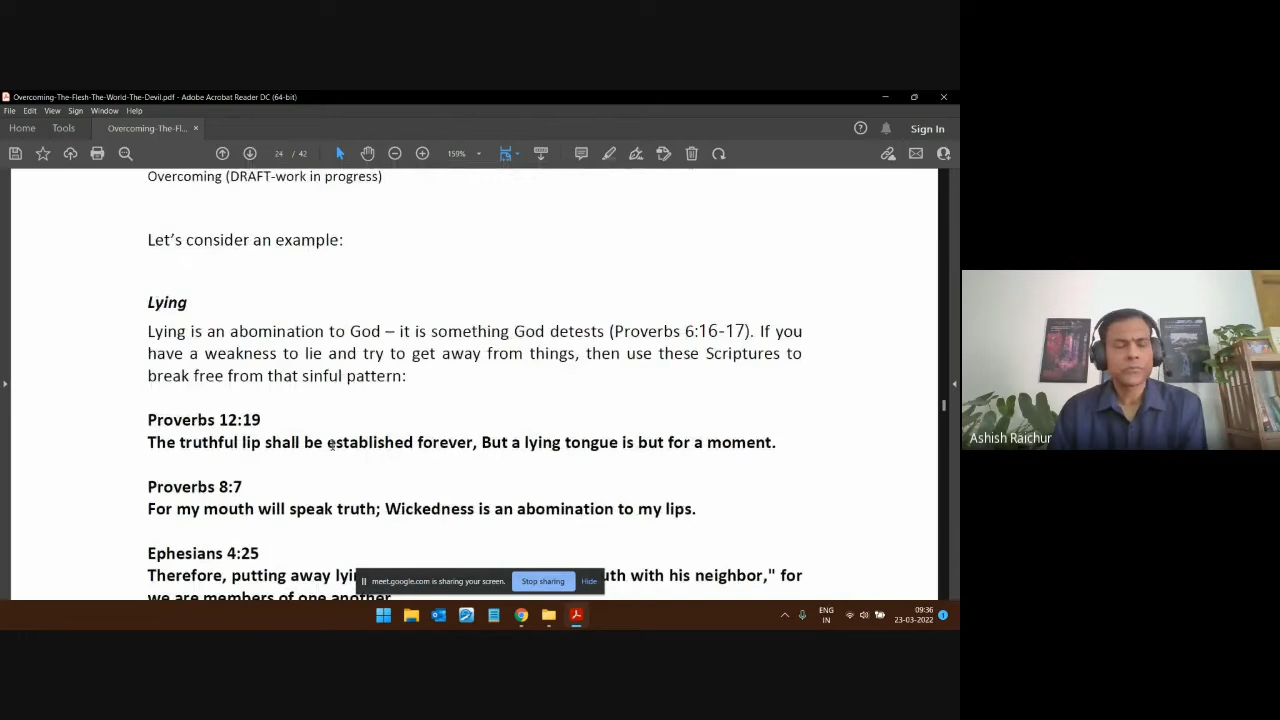 Overcoming-The-Flesh-The-World-The-Devil.pdf - Adobe Acrobat Reader DC (64-bit)
File Edit View Sign Window Help
Home Tools Overcoming-The-Fl... × Sign In
24 / 42 159%
Overcoming (DRAFT-work in progress)
Let's consider an example:
Lying
Lying is an abomination to God – it is something God detests (Proverbs 6:16-17). If you
have a weakness to lie and try to get away from things, then use these Scriptures to
break free from that sinful pattern:
Proverbs 12:19
The truthful lip shall be established forever, But a lying tongue is but for a moment.
Proverbs 8:7
For my mouth will speak truth; Wickedness is an abomination to my lips.
Ephesians 4:25
Therefore, putting away lyi uth with his neighbor," for
we are members of one another
meet.google.com is sharing your screen. Stop sharing Hide
ENG
IN
09:36
23-03-2022
1
Ashish Raichur